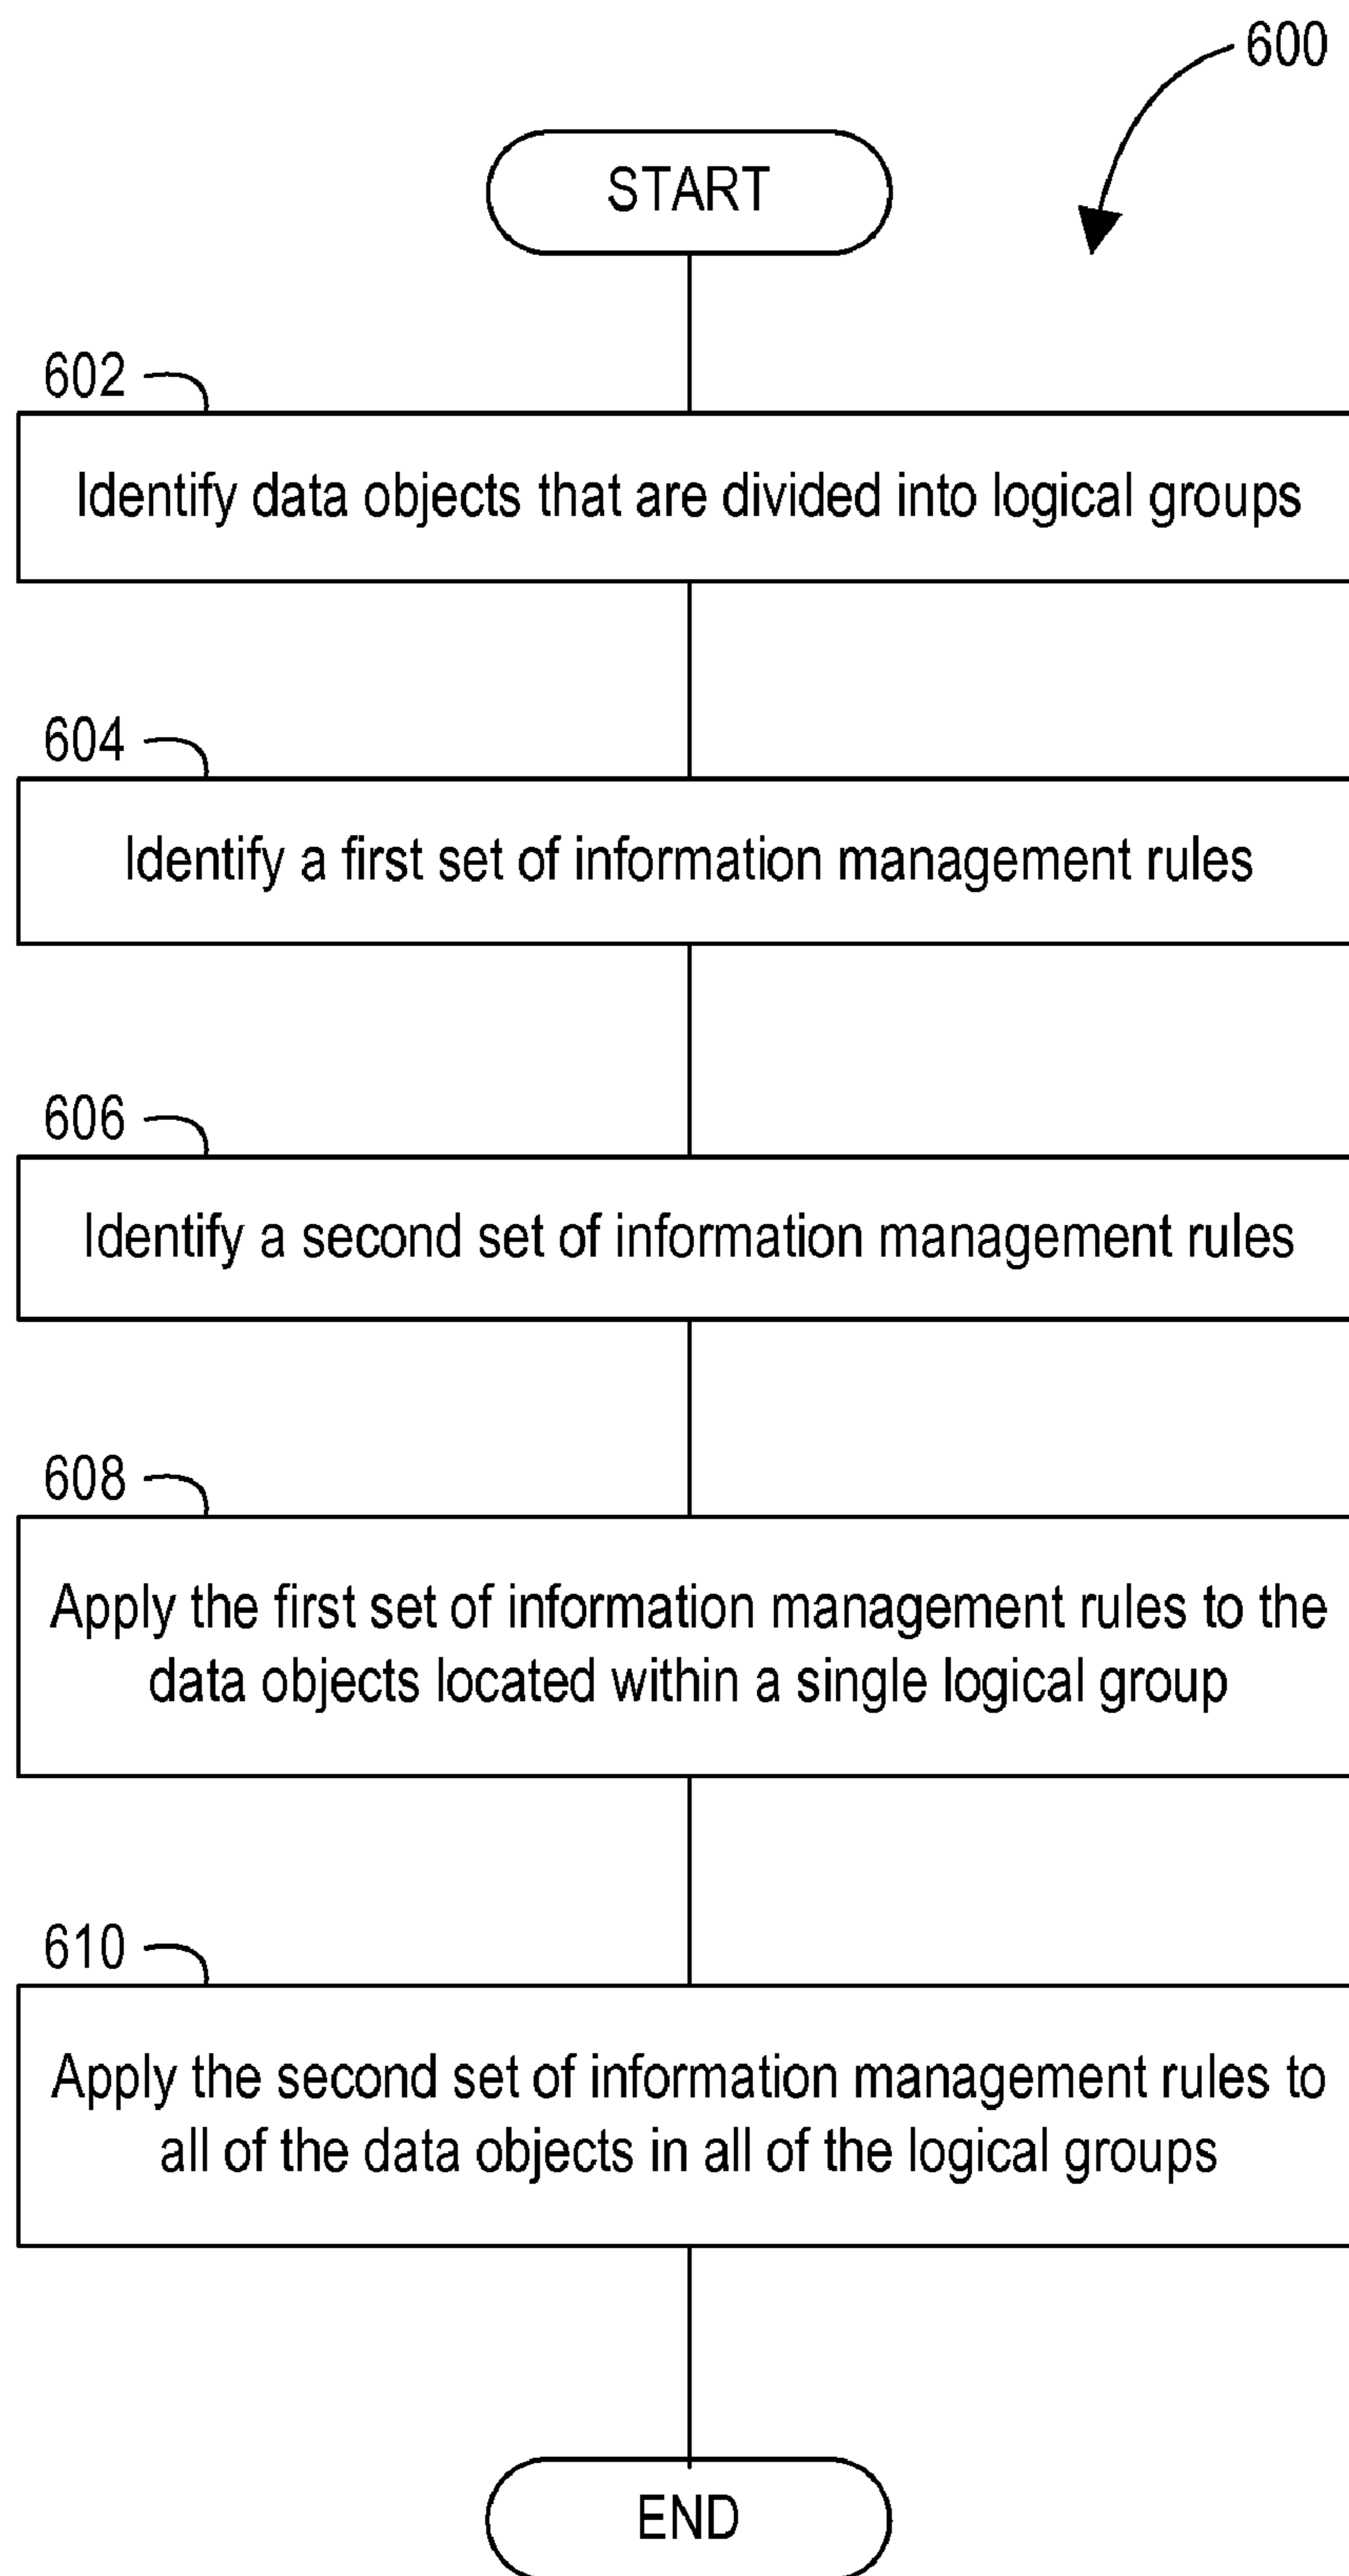 600
START
602
Identify data objects that are divided into logical groups
604
Identify a first set of information management rules
606
Identify a second set of information management rules
608
Apply the first set of information management rules to the
data objects located within a single logical group
610
Apply the second set of information management rules to
all of the data objects in all of the logical groups
END